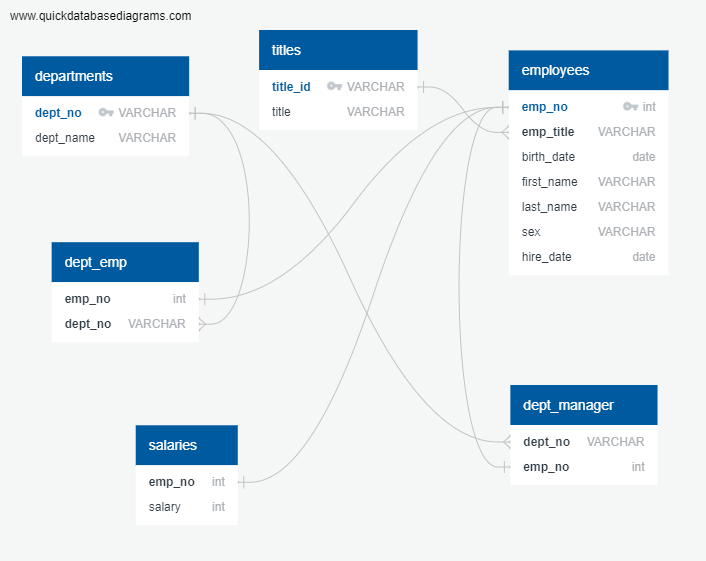 www.quickdatabasediagrams.com
departments
dept_no VARCHAR
dept_name VARCHAR
titles
title_id VARCHAR
title VARCHAR
employees
emp_no int
emp_title VARCHAR
birth_date date
first_name VARCHAR
last_name VARCHAR
sex VARCHAR
hire_date date
dept_emp
emp_no int
dept_no VARCHAR
salaries
emp_no int
salary int
dept_manager
dept_no VARCHAR
emp_no int